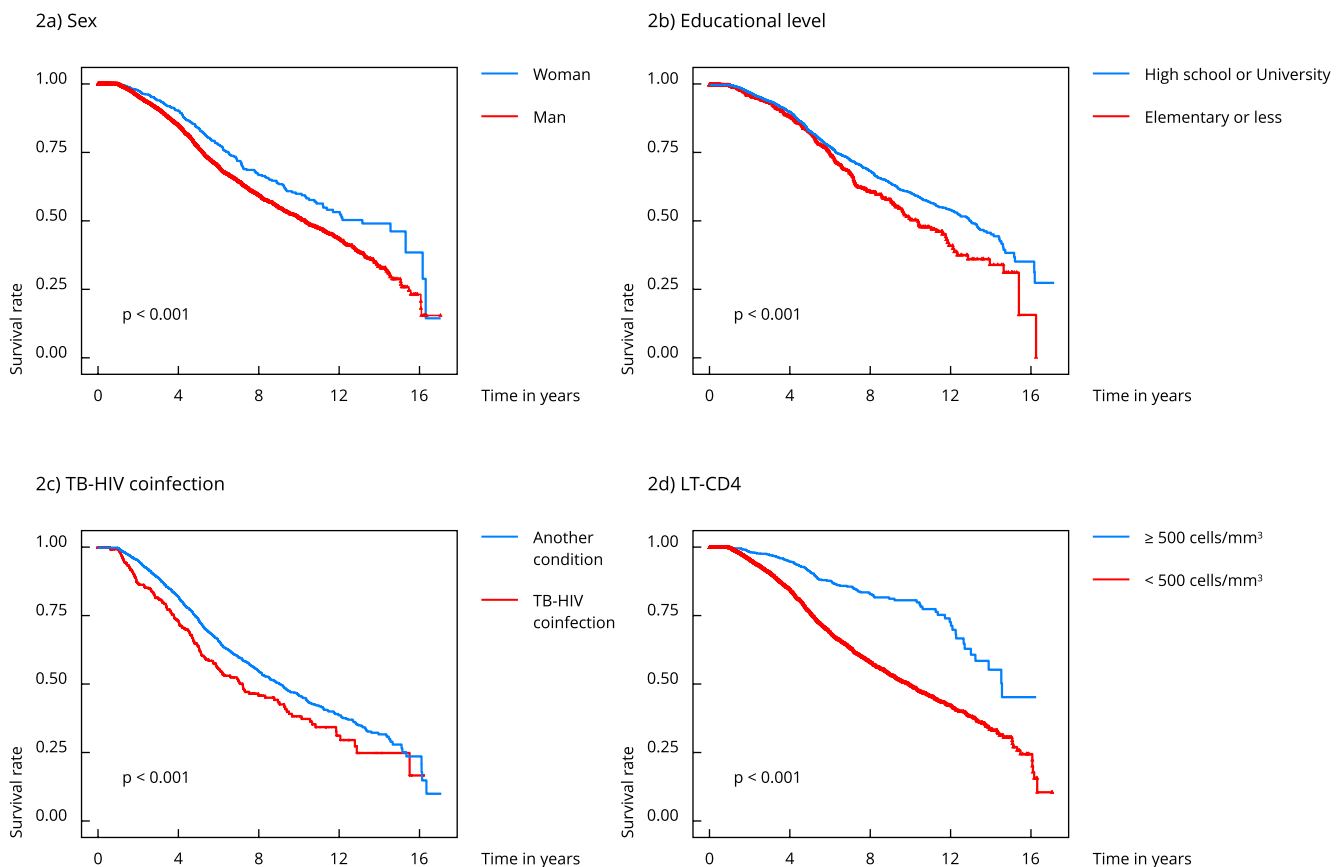 2a) Sex
1.00
0.75
0.50
0.25
0.00
Survival rate
p < 0.001
0 4 8 12 16
Time in years
Woman
Man
2b) Educational level
1.00
0.75
0.50
0.25
0.00
Survival rate
p < 0.001
0 4 8 12 16
Time in years
High school or University
Elementary or less
2c) TB-HIV coinfection
1.00
0.75
0.50
0.25
0.00
Survival rate
p < 0.001
0 4 8 12 16
Time in years
Another
condition
TB-HIV
coinfection
2d) LT-CD4
1.00
0.75
0.50
0.25
0.00
Survival rate
p < 0.001
0 4 8 12 16
Time in years
≥ 500 cells/mm³
< 500 cells/mm³